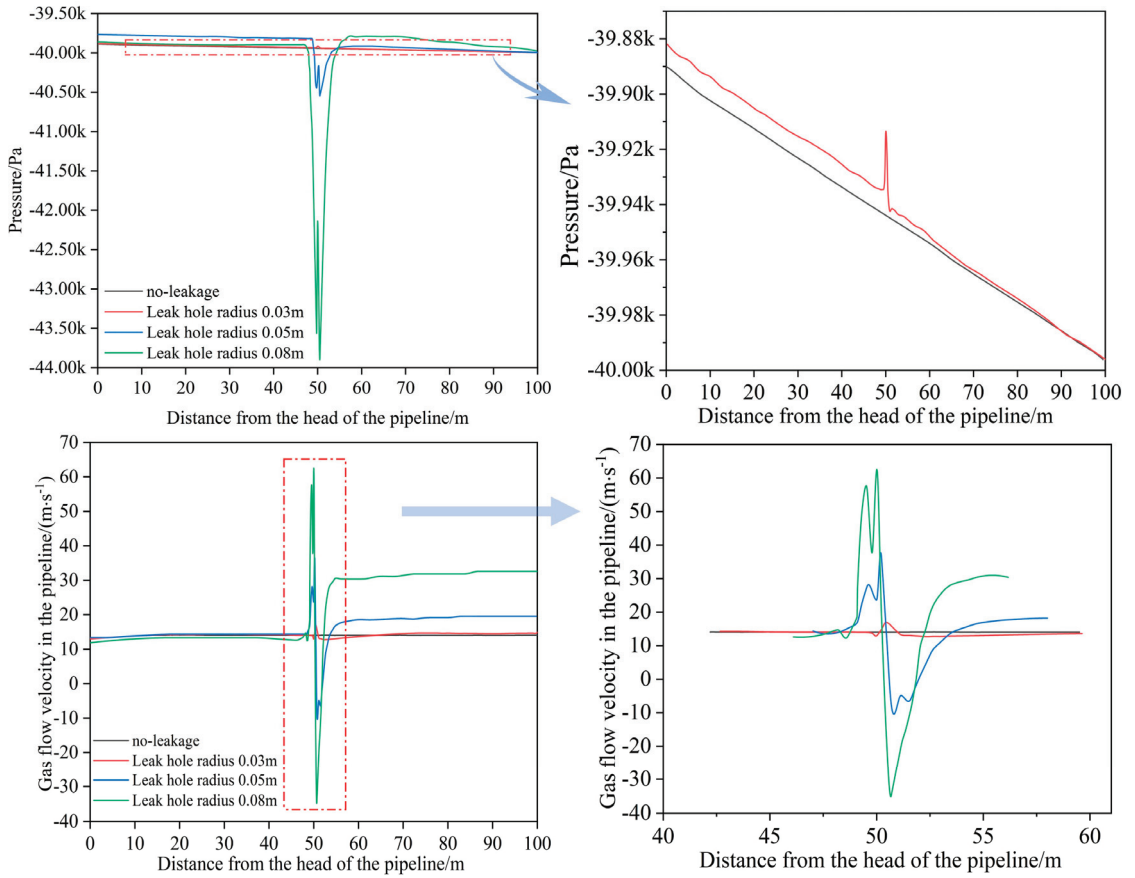 -39.50k
-40.00k
-40.50k
-41.00k
-41.50k
-42.00k
-42.50k
-43.00k
-43.50k
-44.00k
Pressure/Pa
no-leakage
Leak hole radius 0.03m
Leak hole radius 0.05m
Leak hole radius 0.08m
0 10 20 30 40 50 60 70 80 90 100
Distance from the head of the pipeline/m
-39.88k
-39.90k
-39.92k
-39.94k
-39.96k
-39.98k
-40.00k
Pressure/Pa
0 10 20 30 40 50 60 70 80 90 100
Distance from the head of the pipeline/m
70
60
50
40
30
20
10
0
-10
-20
-30
-40
Gas flow velocity in the pipeline/(m·s⁻¹)
no-leakage
Leak hole radius 0.03m
Leak hole radius 0.05m
Leak hole radius 0.08m
0 10 20 30 40 50 60 70 80 90 100
Distance from the head of the pipeline/m
70
60
50
40
30
20
10
0
-10
-20
-30
-40
Gas flow velocity in the pipeline/(m·s⁻¹)
40 45 50 55 60
Distance from the head of the pipeline/m